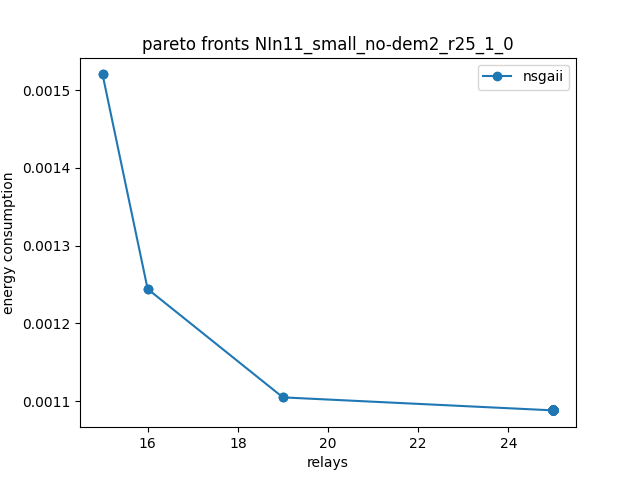 pareto fronts NIn11_small_no-dem2_r25_1_0
nsgaii
0.0015
0.0014
0.0013
0.0012
0.0011
energy consumption
16 18 20 22 24
relays